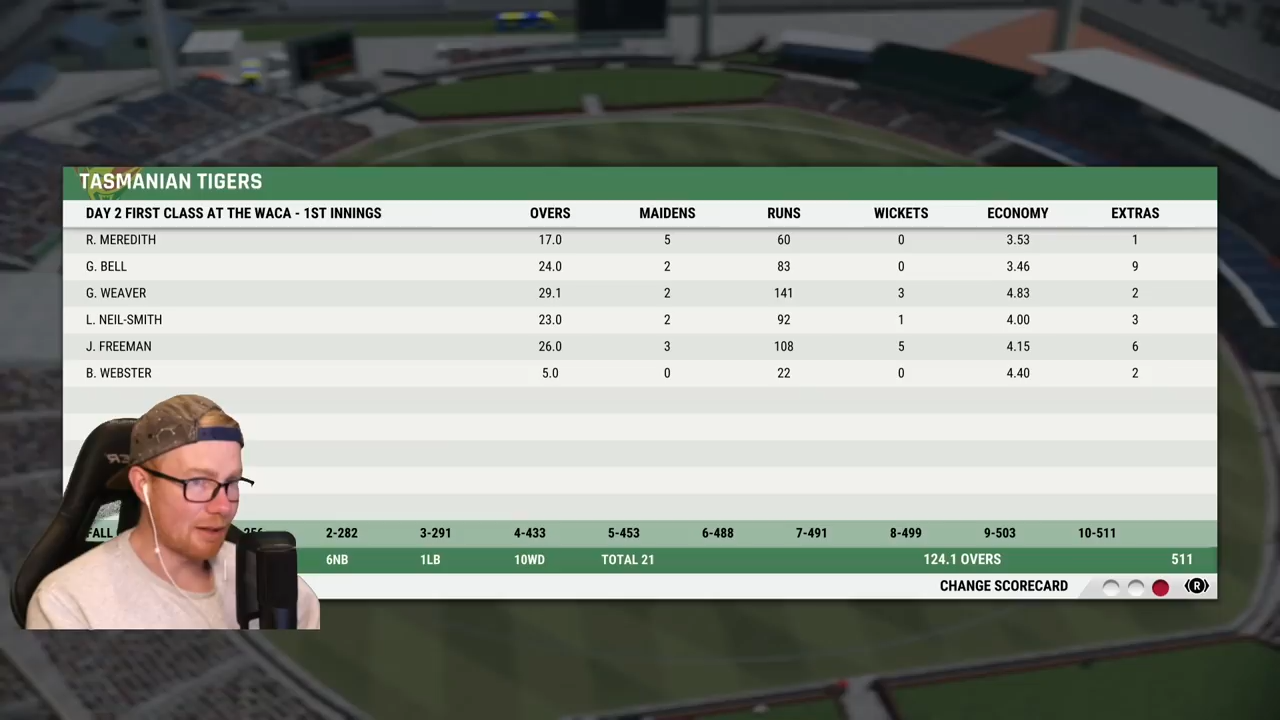 TASMANIAN TIGERS
DAY 2 FIRST CLASS AT THE WACA - 1ST INNINGS OVERS MAIDENS RUNS WICKETS ECONOMY EXTRAS
R. MEREDITH 17.0 5 60 0 3.53 1
G. BELL 24.0 2 83 0 3.46 9
G. WEAVER 29.1 2 141 3 4.83 2
L. NEIL-SMITH 23.0 2 92 1 4.00 3
J. FREEMAN 26.0 3 108 5 4.15 6
B. WEBSTER 5.0 0 22 0 4.40 2
FALL 2-282 3-291 4-433 5-453 6-488 7-491 8-499 9-503 10-511
6NB 1LB 10WD TOTAL 21 124.1 OVERS 511
CHANGE SCORECARD R